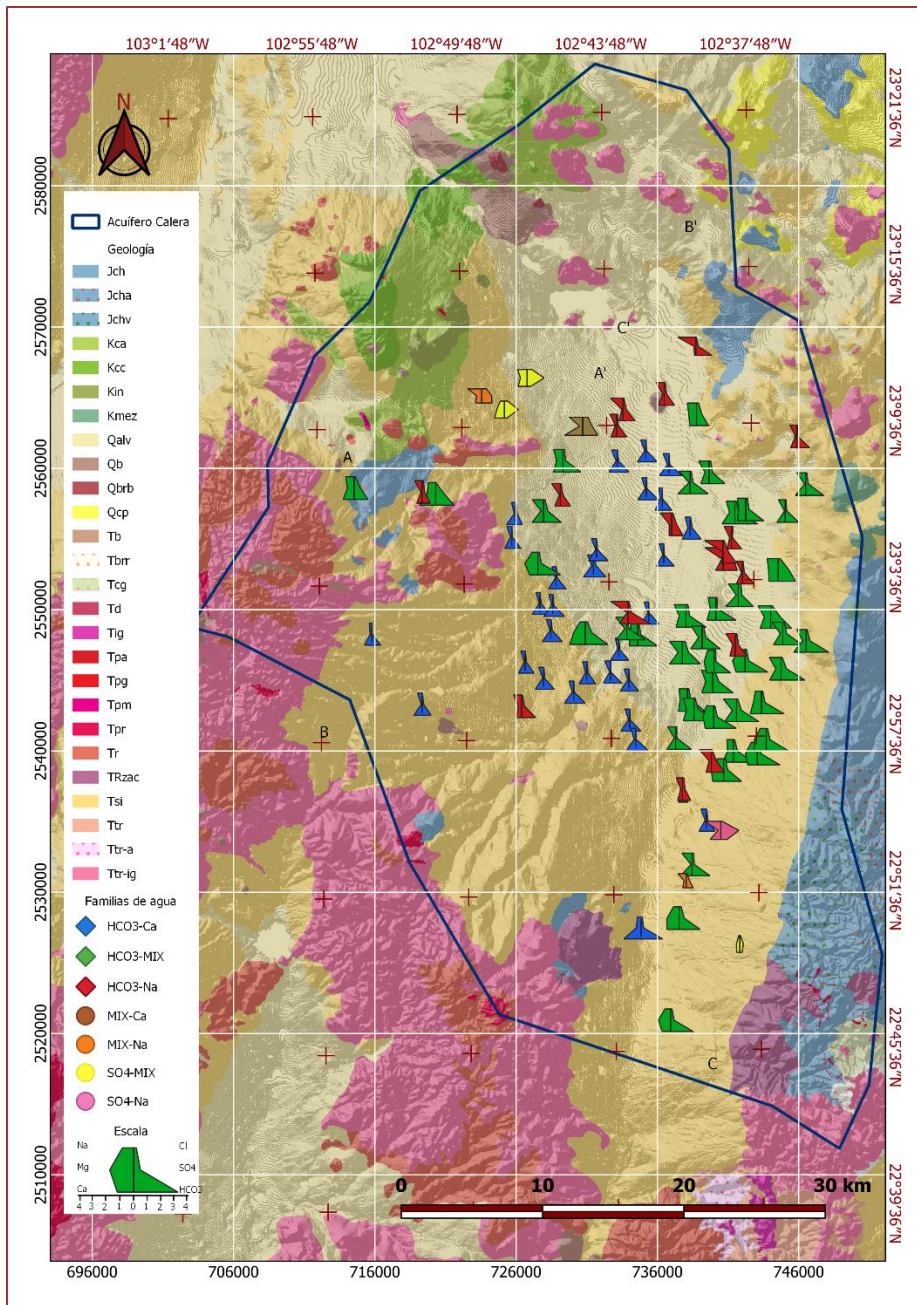 103°1'48"W 102°55'48"W 102°49'48"W 102°43'48"W 102°37'48"W
N
23°21'36"N
2580000
Acuífero Calera
B'
Geología
23°15'36"N
Jch
Jcha
Jchv
2570000
C'
Kca
Kcc
A'
Kin
23°9'36"N
Kmez
Qalv
A
2560000
Qb
Qbrb
Qcp
Tb
Tbrr
23°3'36"N
Tcg
2550000
Td
Tig
Tpa
Tpg
Tpm
B
22°57'36"N
2540000
Tpr
Tr
TRzac
Tsi
Ttr
Ttr-a
Ttr-ig
22°51'36"N
2530000
Familias de agua
HCO3-Ca
HCO3-MIX
HCO3-Na
MIX-Ca
2520000
22°45'36"N
MIX-Na
C
SO4-MIX
SO4-Na
Escala
Na Cl
Mg SO4
Ca HCO3
4 3 2 1 0 1 2 3 4
2510000
22°39'36"N
0 10 20 30 km
696000 706000 716000 726000 736000 746000